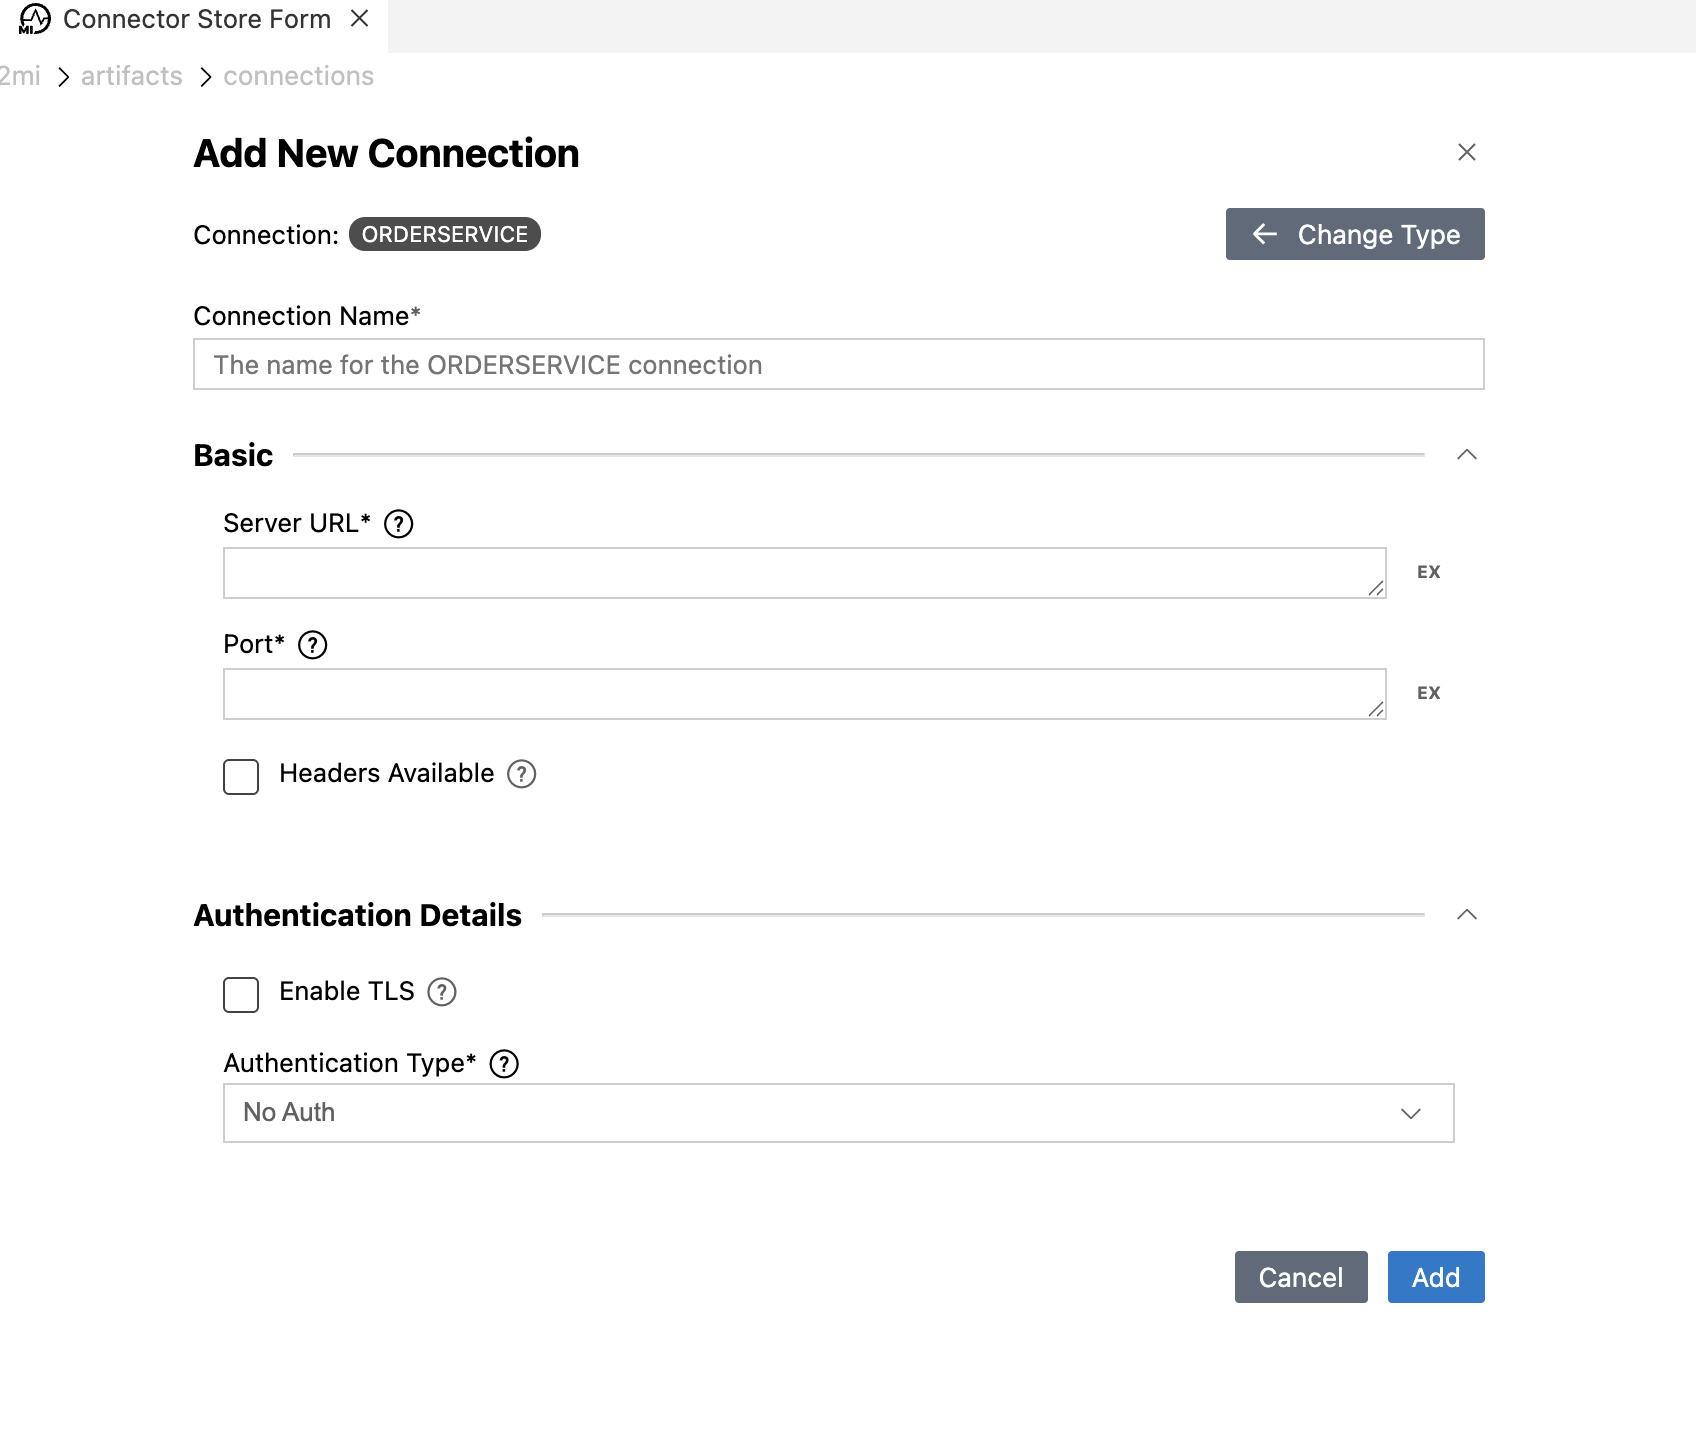 MI Connector Store Form
2mi > artifacts > connections
Add New Connection
Connection: ORDERSERVICE
← Change Type
Connection Name*
The name for the ORDERSERVICE connection
Basic
Server URL* ?
EX
Port* ?
EX
Headers Available ?
Authentication Details
Enable TLS ?
Authentication Type* ?
No Auth
Cancel Add